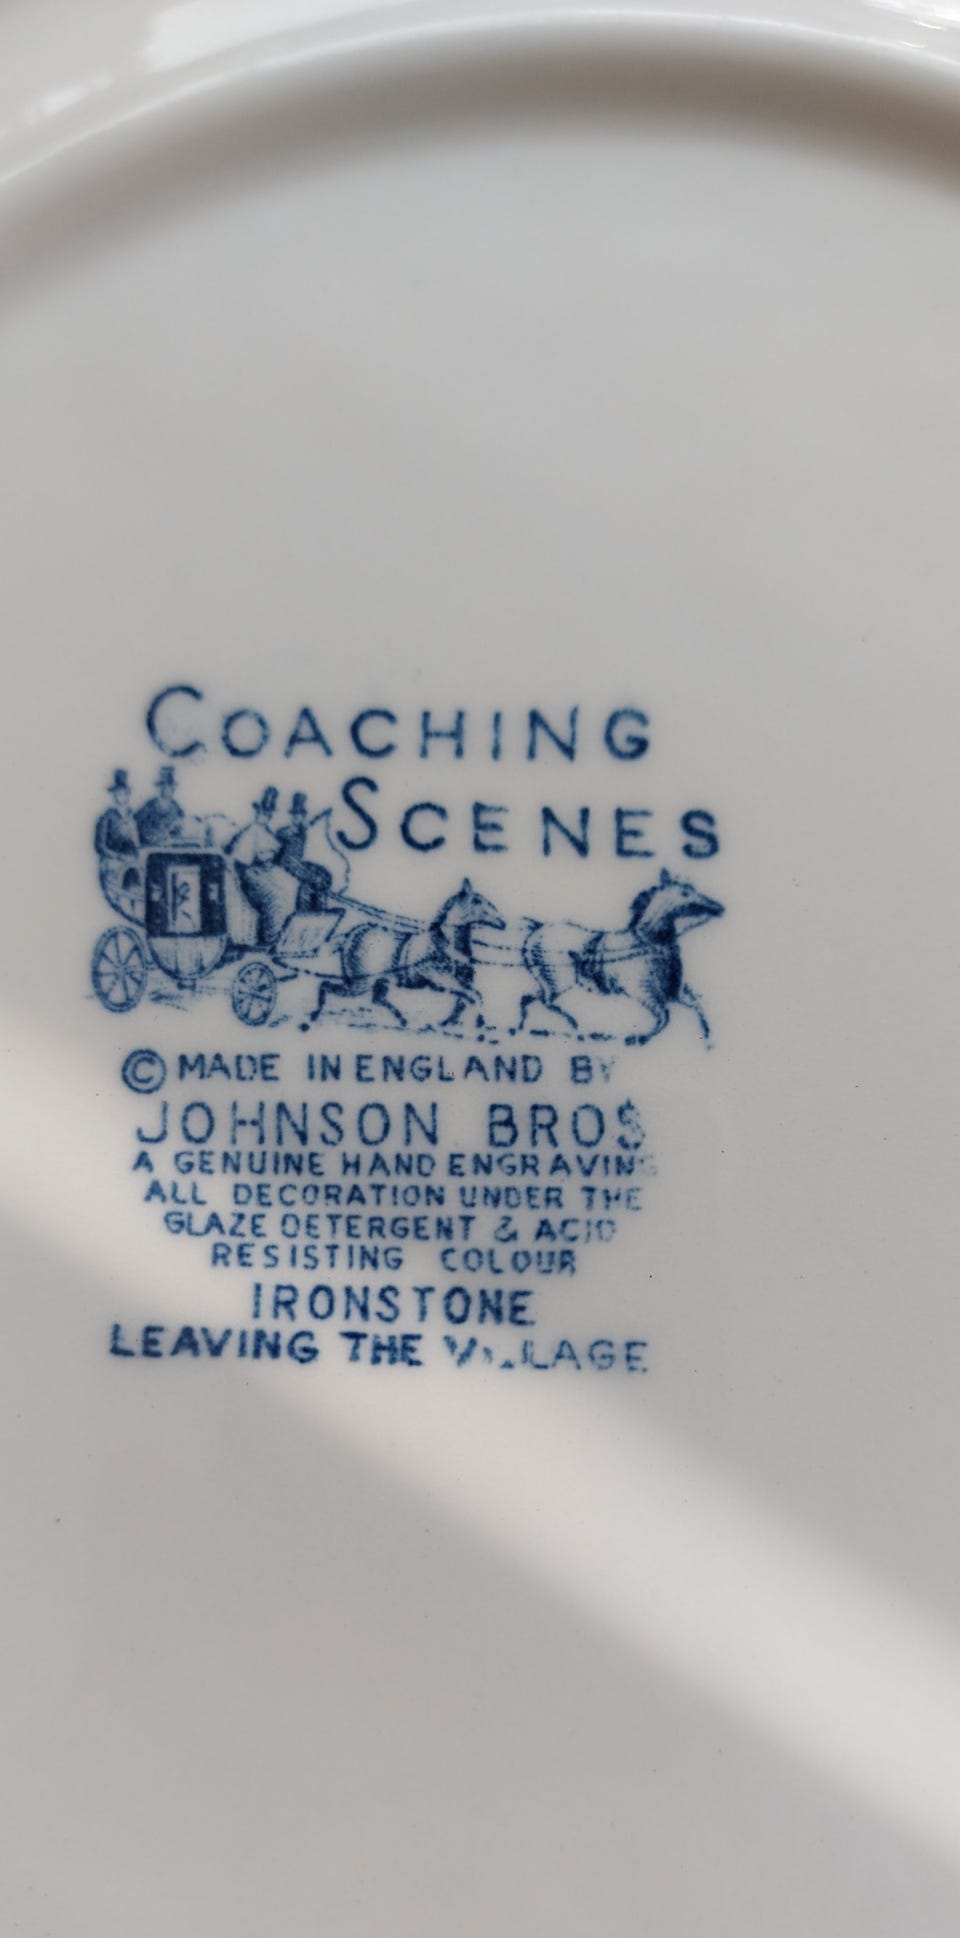 COACHING
SCENES
© MADE IN ENGLAND BY
JOHNSON BROS
A GENUINE HAND ENGRAVING
ALL DECORATION UNDER THE
GLAZE DETERGENT & ACID
RESISTING COLOUR
IRONSTONE
LEAVING THE VILLAGE